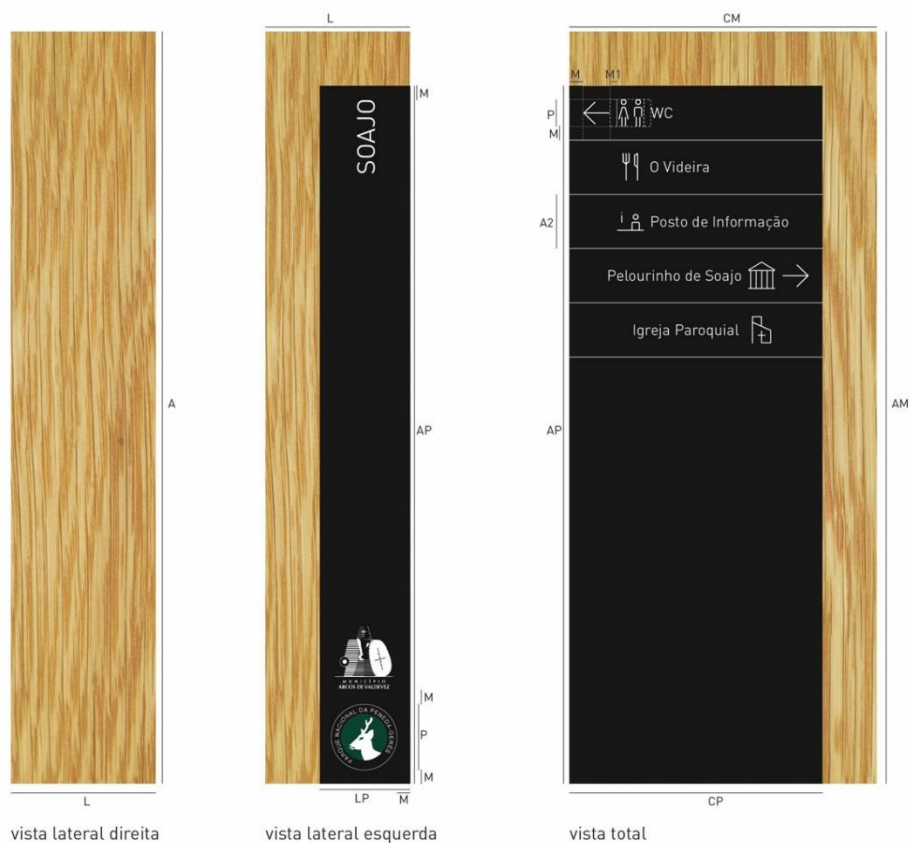 L
CM
M
M1
M
SOAJO
P
M
WC
O Videira
A2
i
Posto de Informação
Pelourinho de Soajo
Igreja Paroquial
A
AP
AP
AM
MUNICÍPIO
ARCOS DE VALDEVEZ
M
PARQUE NACIONAL DA PENEDA-GERÊS
P
M
L
LP
M
CP
vista lateral direita
vista lateral esquerda
vista total